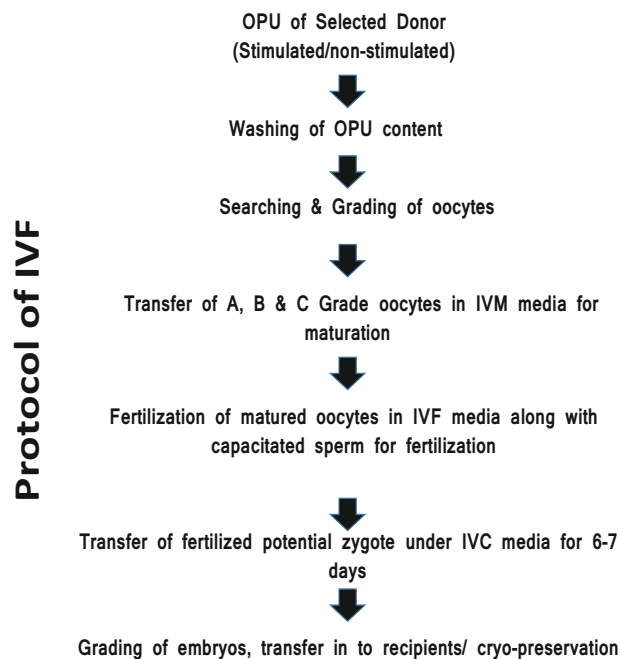 Protocol of IVF
OPU of Selected Donor
(Stimulated/non-stimulated)
Washing of OPU content
Searching & Grading of oocytes
Transfer of A, B & C Grade oocytes in IVM media for
maturation
Fertilization of matured oocytes in IVF media along with
capacitated sperm for fertilization
Transfer of fertilized potential zygote under IVC media for 6-7
days
Grading of embryos, transfer in to recipients/ cryo-preservation